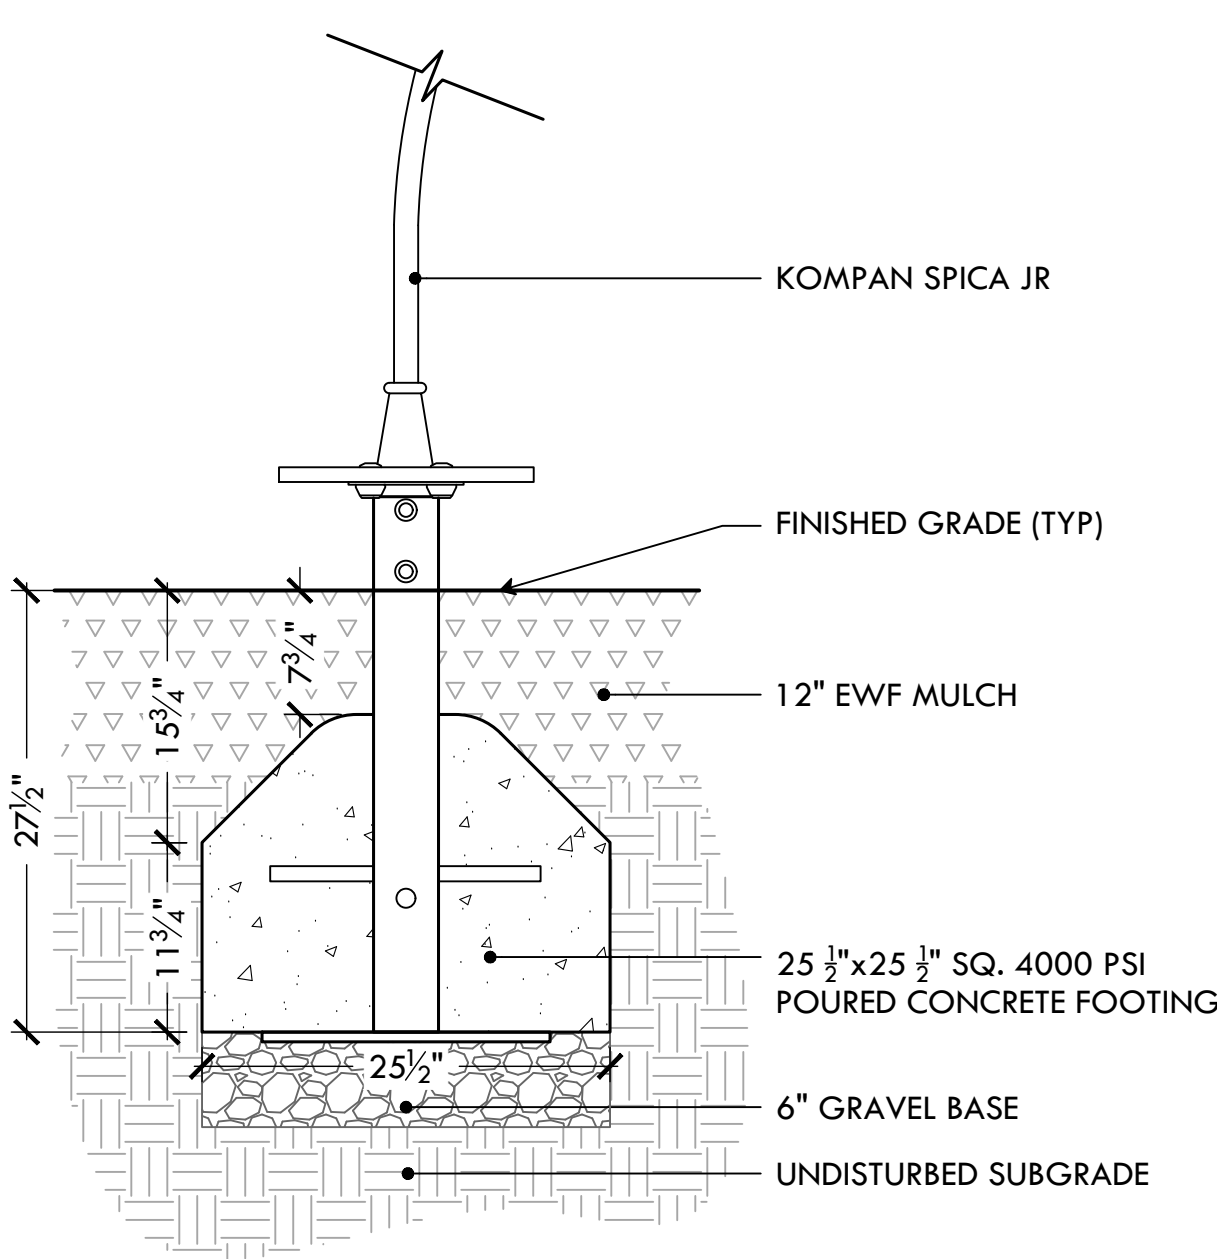 KOMPAN SPICA JR
FINISHED GRADE (TYP)
7¾"
12" EWF MULCH
15¾"
27½"
11¾"
25 ½"x25 ½" SQ. 4000 PSI
POURED CONCRETE FOOTING
25½"
6" GRAVEL BASE
UNDISTURBED SUBGRADE